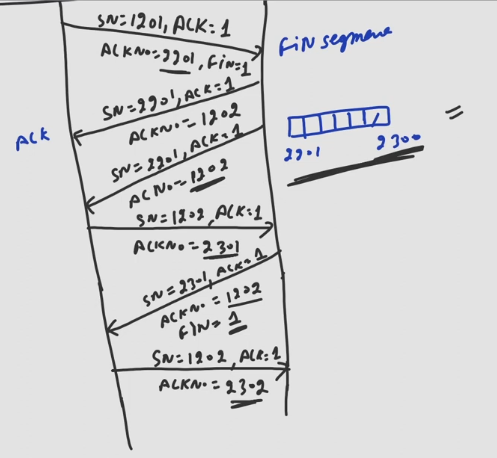 SN=1201, ACK=1
ACKNo=2201, Fin=1
FiN segment
SN=2201, ACK=1
ACKNo=1202
ACK
SN=2201, ACK=1
ACNo=1202
2201 2300
=
SN=1202, ACK=1
ACKNo.=2301
SN=2301, ACK=1
ACKNo=1202
FIN=1
SN=1202, ACK=1
ACKNo.=2302